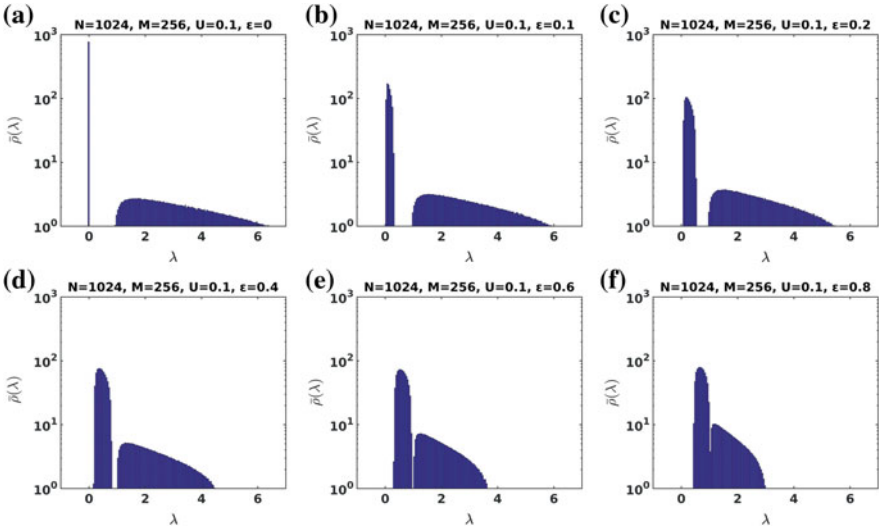 (a) N=1024, M=256, U=0.1, ε=0
(b) N=1024, M=256, U=0.1, ε=0.1
(c) N=1024, M=256, U=0.1, ε=0.2
10³ 10³ 10³
10² 10² 10²
ρ̄(λ) ρ̄(λ) ρ̄(λ)
10¹ 10¹ 10¹
10⁰ 10⁰ 10⁰
0 2 4 6 0 2 4 6 0 2 4 6
λ λ λ
(d) N=1024, M=256, U=0.1, ε=0.4
(e) N=1024, M=256, U=0.1, ε=0.6
(f) N=1024, M=256, U=0.1, ε=0.8
10³ 10³ 10³
10² 10² 10²
ρ̄(λ) ρ̄(λ) ρ̄(λ)
10¹ 10¹ 10¹
10⁰ 10⁰ 10⁰
0 2 4 6 0 2 4 6 0 2 4 6
λ λ λ